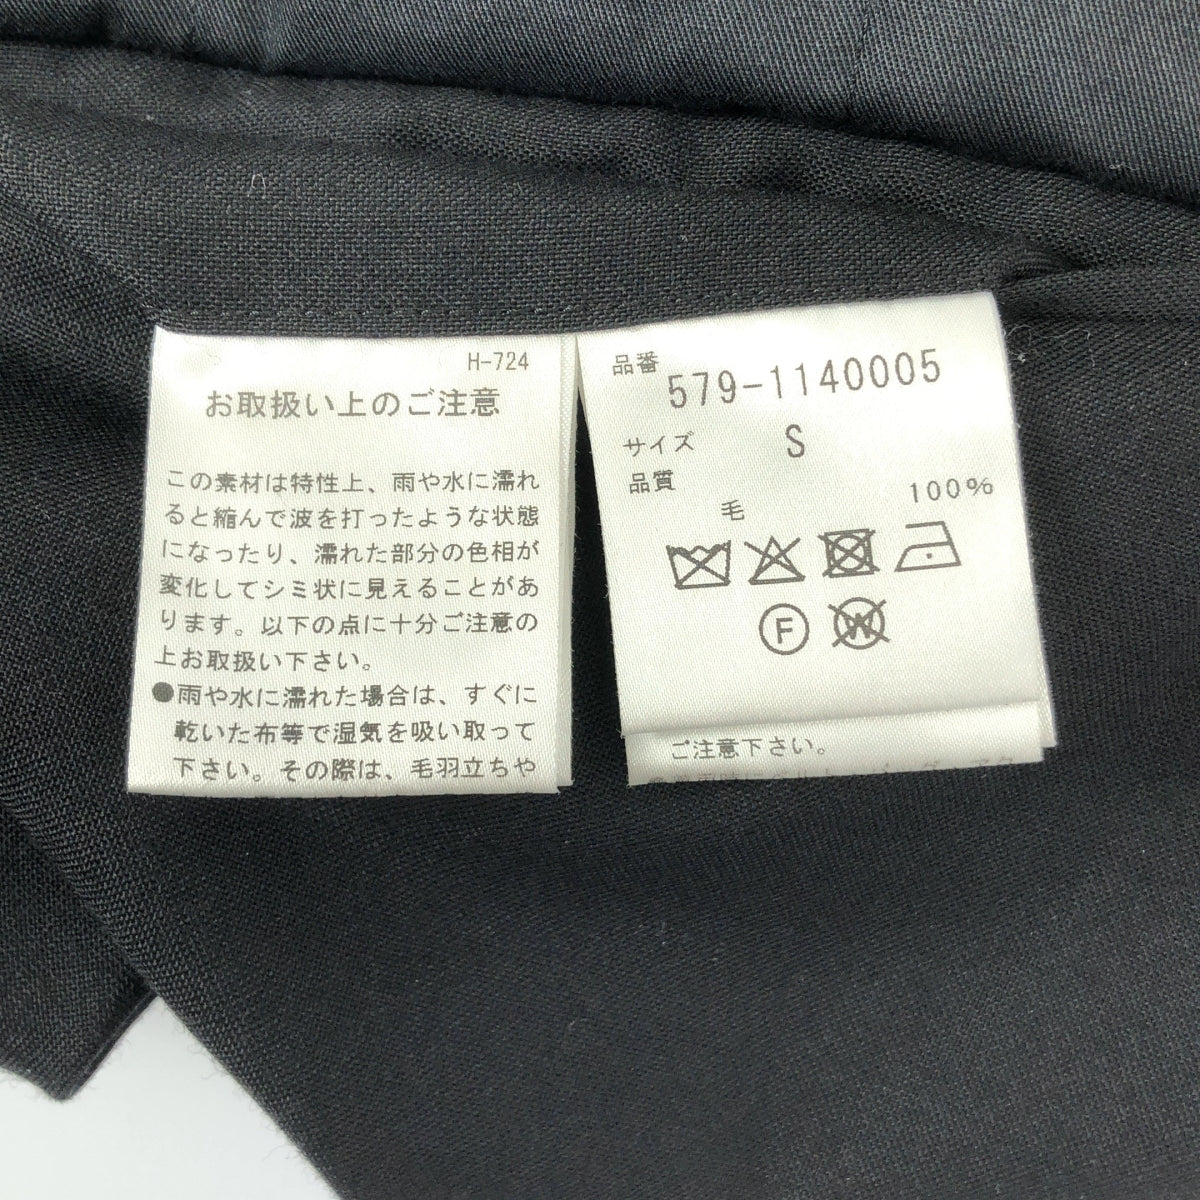 H-724
お取扱い上のご注意
この素材は特性上、雨や水に濡れ
ると縮んで波を打ったような状態
になったり、濡れた部分の色相が
変化してシミ状に見えることがあ
ります。以下の点に十分ご注意の
上お取扱い下さい。
●雨や水に濡れた場合は、すぐに
乾いた布等で湿気を吸い取って
下さい。その際は、毛羽立ちや
品番 579-1140005
サイズ S
品質
毛 100%
F W
ご注意下さい。